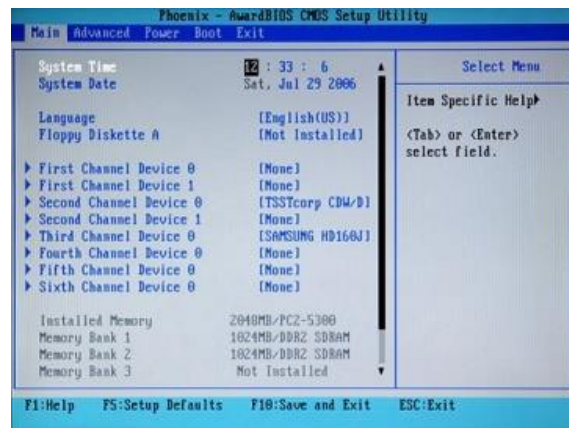 Phoenix - AwardBIOS CMOS Setup Utility
Main Advanced Power Boot Exit
System Time 12 : 33 : 6
System Date Sat, Jul 29 2006
Language [English(US)]
Floppy Diskette A [Not Installed]
First Channel Device 0 [None]
First Channel Device 1 [None]
Second Channel Device 0 [TSSTcorp CDW/D]
Second Channel Device 1 [None]
Third Channel Device 0 [SAMSUNG HD160J]
Fourth Channel Device 0 [None]
Fifth Channel Device 0 [None]
Sixth Channel Device 0 [None]
Installed Memory 2048MB/PC2-5300
Memory Bank 1 1024MB/DDR2 SDRAM
Memory Bank 2 1024MB/DDR2 SDRAM
Memory Bank 3 Not Installed
Select Menu
Item Specific Help
<Tab> or <Enter>
select field.
F1:Help F5:Setup Defaults F10:Save and Exit ESC:Exit